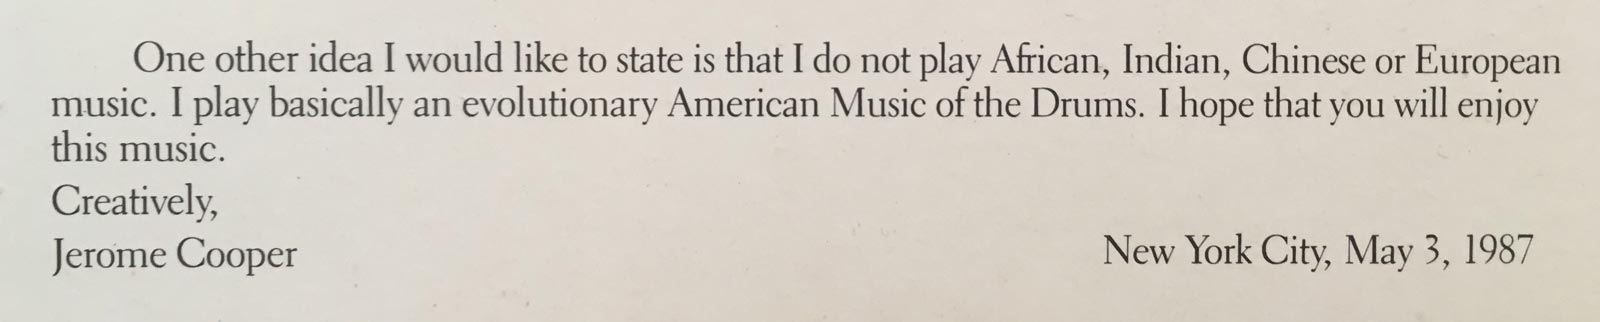 One other idea I would like to state is that I do not play African, Indian, Chinese or European
music. I play basically an evolutionary American Music of the Drums. I hope that you will enjoy
this music.
Creatively,
Jerome Cooper New York City, May 3, 1987